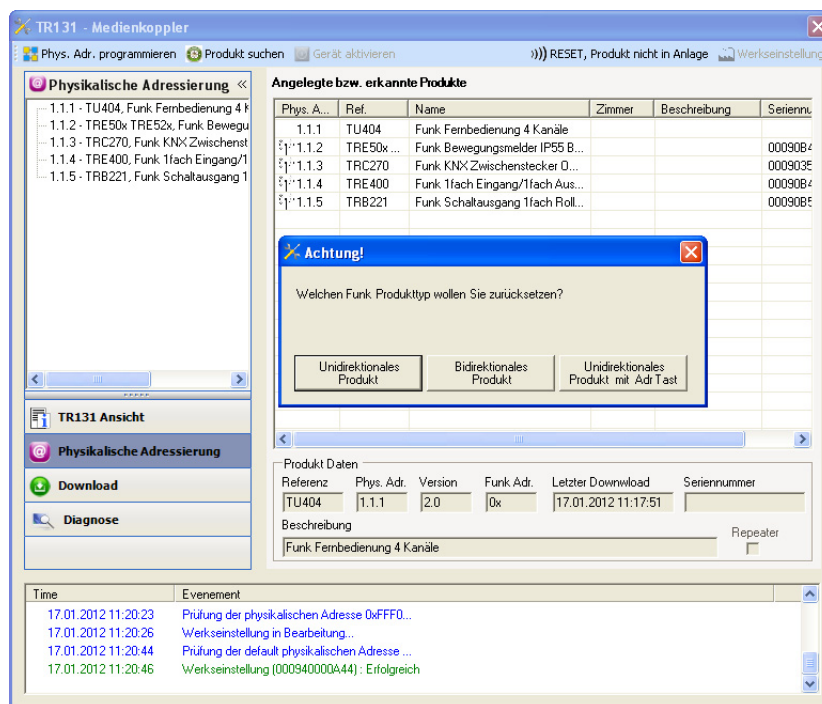 TR131 - Medienkoppler
Phys. Adr. programmieren Produkt suchen Gerät aktivieren RESET, Produkt nicht in Anlage Werkseinstellung
Physikalische Adressierung «
1.1.1 - TU404, Funk Fernbedienung 4 K
1.1.2 - TRE50x TRE52x, Funk Bewegu
1.1.3 - TRC270, Funk KNX Zwischenst
1.1.4 - TRE400, Funk 1fach Eingang/1
1.1.5 - TRB221, Funk Schaltausgang 1
TR131 Ansicht
Physikalische Adressierung
Download
Diagnose
Angelegte bzw. erkannte Produkte
Phys. A... Ref. Name Zimmer Beschreibung Seriennu
1.1.1 TU404 Funk Fernbedienung 4 Kanäle
1.1.2 TRE50x ... Funk Bewegungsmelder IP55 B... 00090B4
1.1.3 TRC270 Funk KNX Zwischenstecker O... 0009035
1.1.4 TRE400 Funk 1fach Eingang/1fach Aus... 00090B4
1.1.5 TRB221 Funk Schaltausgang 1fach Roll... 00090B5
Achtung!
Welchen Funk Produkttyp wollen Sie zurücksetzen?
Unidirektionales Produkt
Bidirektionales Produkt
Unidirektionales Produkt mit Adr Tast
Produkt Daten
Referenz Phys. Adr. Version Funk Adr. Letzter Downwload Seriennummer
TU404 1.1.1 2.0 0x 17.01.2012 11:17:51
Beschreibung
Repeater
Funk Fernbedienung 4 Kanäle
Time Evenement
17.01.2012 11:20:23 Prüfung der physikalischen Adresse 0xFFF0...
17.01.2012 11:20:26 Werkseinstellung in Bearbeitung...
17.01.2012 11:20:44 Prüfung der default physikalischen Adresse ...
17.01.2012 11:20:46 Werkseinstellung (000940000A44) : Erfolgreich